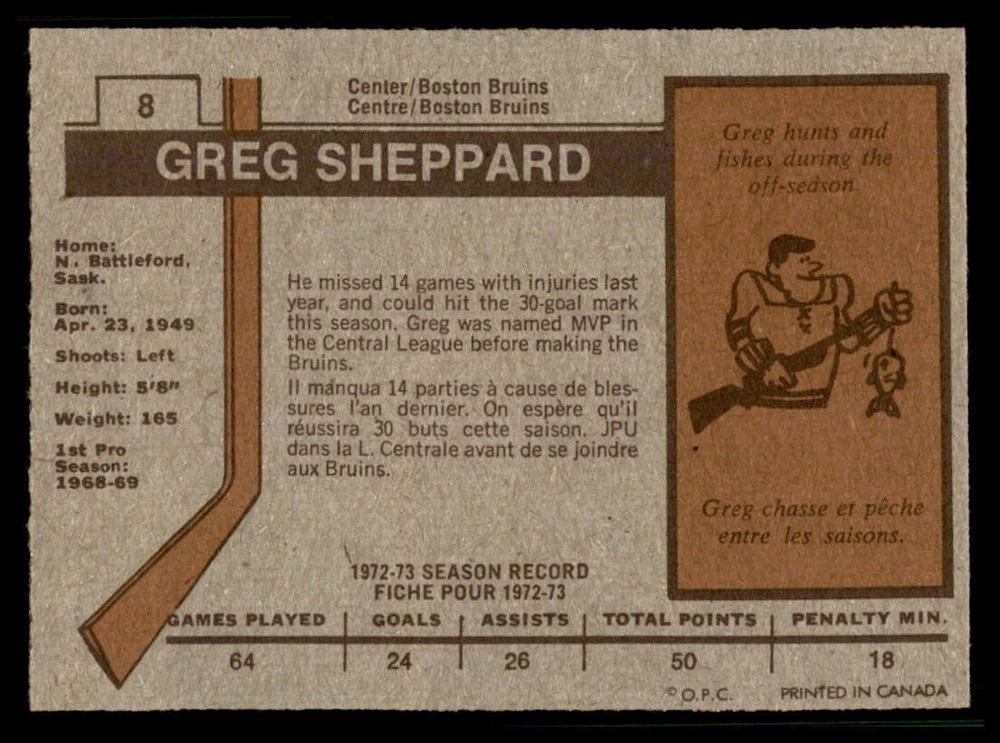 8
Center/Boston Bruins
Centre/Boston Bruins
GREG SHEPPARD
Home:
N. Battleford,
Sask.
Born:
Apr. 23, 1949
Shoots: Left
Height: 5'8"
Weight: 165
1st Pro
Season:
1968-69
He missed 14 games with injuries last
year, and could hit the 30-goal mark
this season. Greg was named MVP in
the Central League before making the
Bruins.
Il manqua 14 parties à cause de bles-
sures l'an dernier. On espère qu'il
réussira 30 buts cette saison. JPU
dans la L. Centrale avant de se joindre
aux Bruins.
Greg hunts and
fishes during the
off-season
Greg chasse et pêche
entre les saisons.
1972-73 SEASON RECORD
FICHE POUR 1972-73
GAMES PLAYED GOALS ASSISTS TOTAL POINTS PENALTY MIN.
64 24 26 50 18
© O.P.C. PRINTED IN CANADA